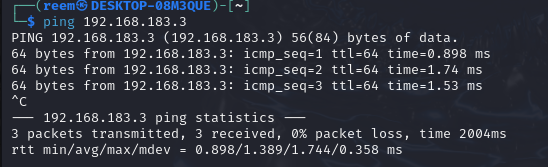 ┌──(reem㉿DESKTOP-08M3QUE)-[~]
└─$ ping 192.168.183.3
PING 192.168.183.3 (192.168.183.3) 56(84) bytes of data.
64 bytes from 192.168.183.3: icmp_seq=1 ttl=64 time=0.898 ms
64 bytes from 192.168.183.3: icmp_seq=2 ttl=64 time=1.74 ms
64 bytes from 192.168.183.3: icmp_seq=3 ttl=64 time=1.53 ms
^C
--- 192.168.183.3 ping statistics ---
3 packets transmitted, 3 received, 0% packet loss, time 2004ms
rtt min/avg/max/mdev = 0.898/1.389/1.744/0.358 ms